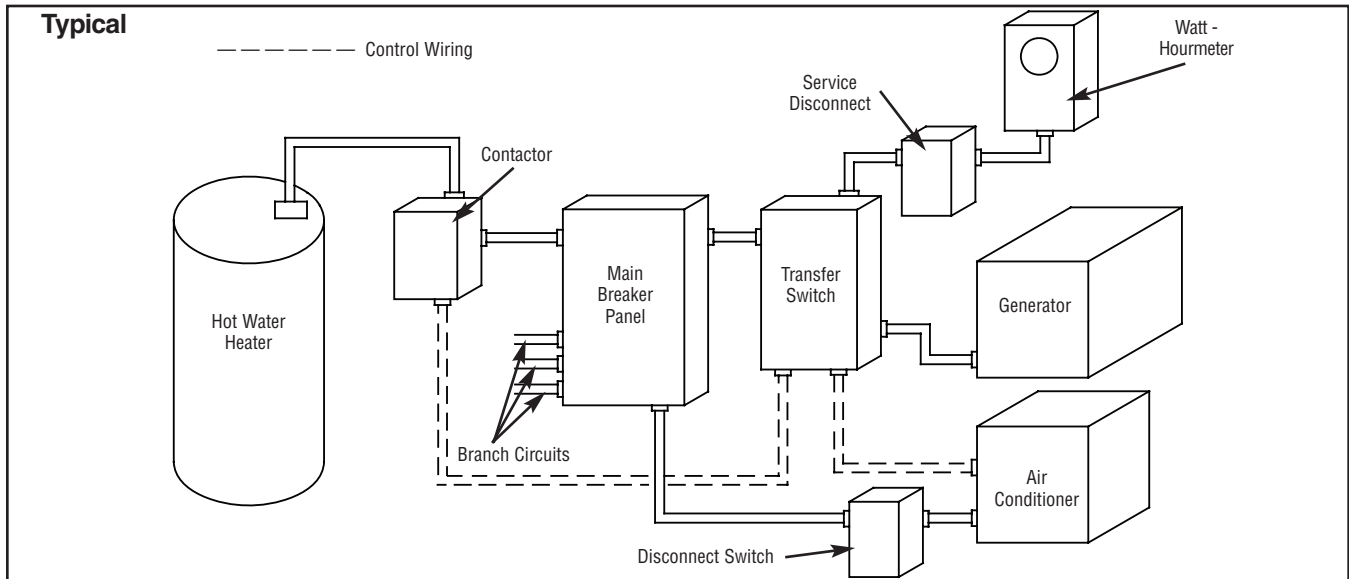 Typical
Control Wiring
Watt -
Hourmeter
Service
Disconnect
Contactor
Main
Breaker
Panel
Transfer
Switch
Generator
Hot Water
Heater
Branch Circuits
Air
Conditioner
Disconnect Switch